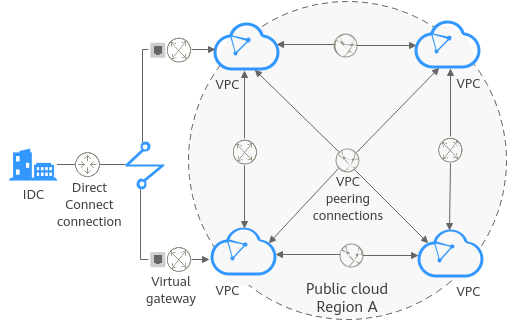 VPC
VPC
IDC
Direct
Connect
connection
VPC
peering
connections
Virtual
gateway
VPC
Public cloud
Region A
VPC